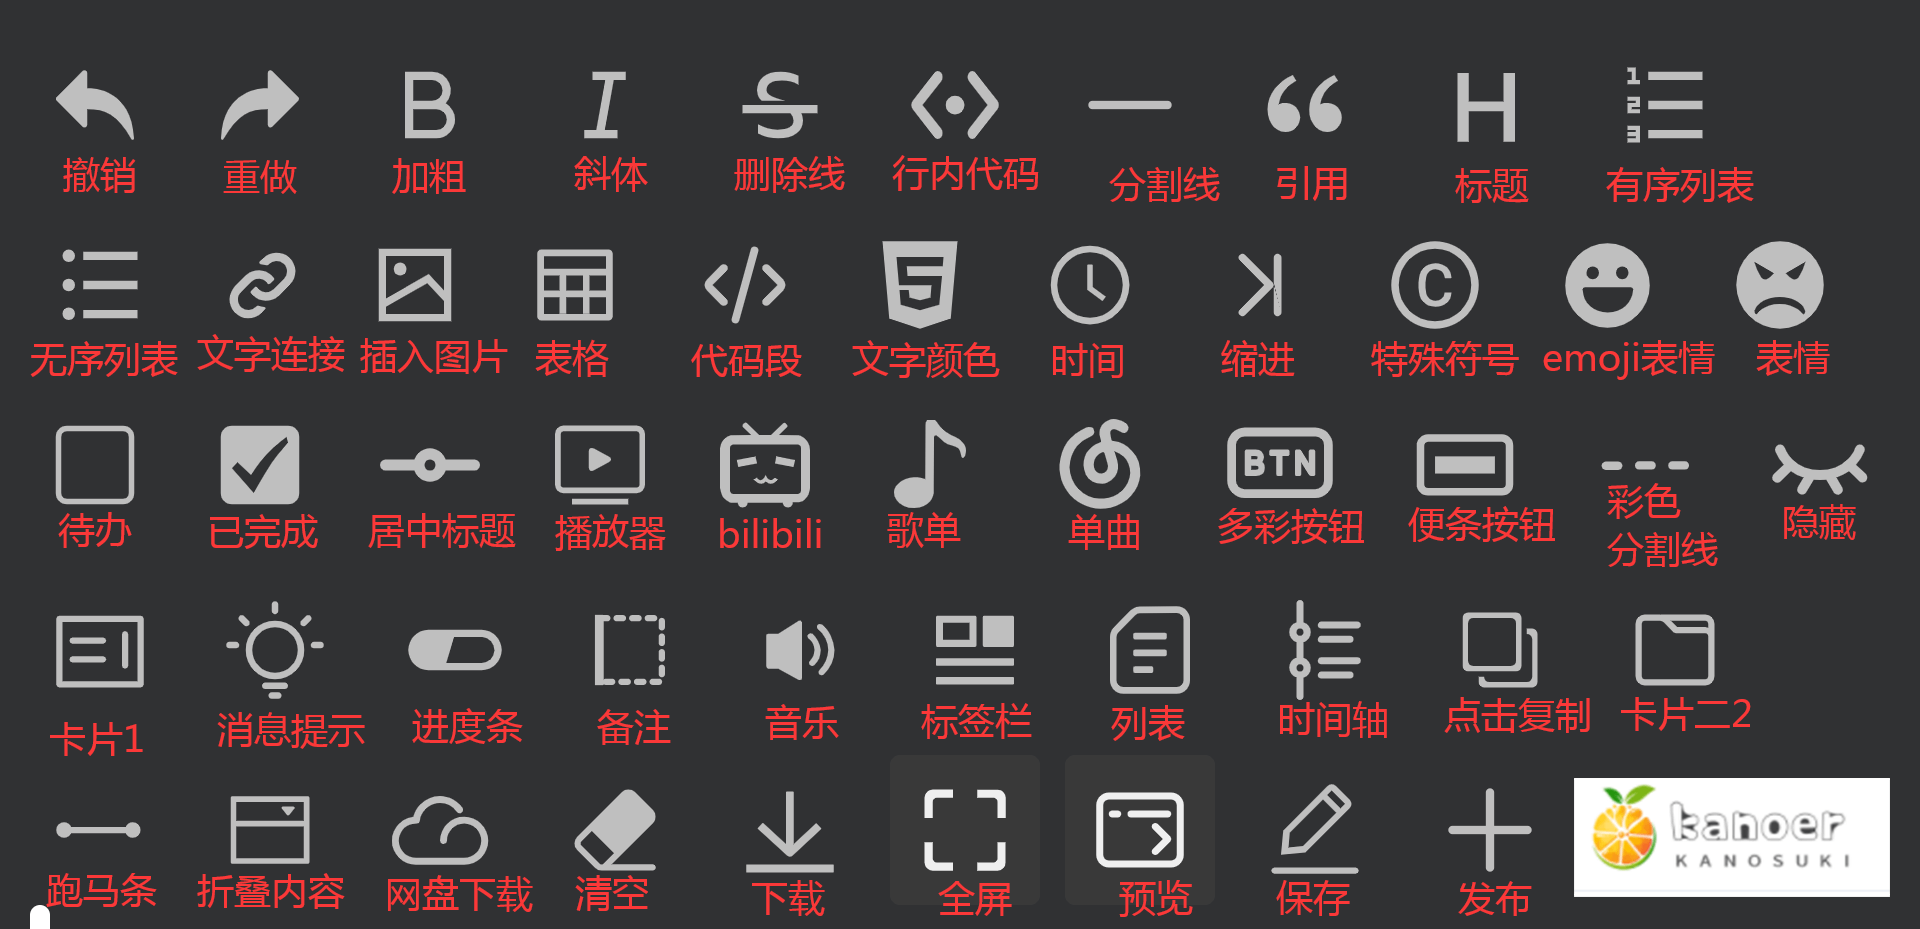 撤销 重做 加粗 斜体 删除线 行内代码 分割线 引用 标题 有序列表
无序列表 文字连接 插入图片 表格 代码段 文字颜色 时间 缩进 特殊符号 emoji表情 表情
BTN
待办 已完成 居中标题 播放器 bilibili 歌单 单曲 多彩按钮 便条按钮 彩色 隐藏
分割线
卡片1 消息提示 进度条 备注 音乐 标签栏 列表 时间轴 点击复制 卡片二2
kanoer
KANOSUKI
跑马条 折叠内容 网盘下载 清空 下载 全屏 预览 保存 发布